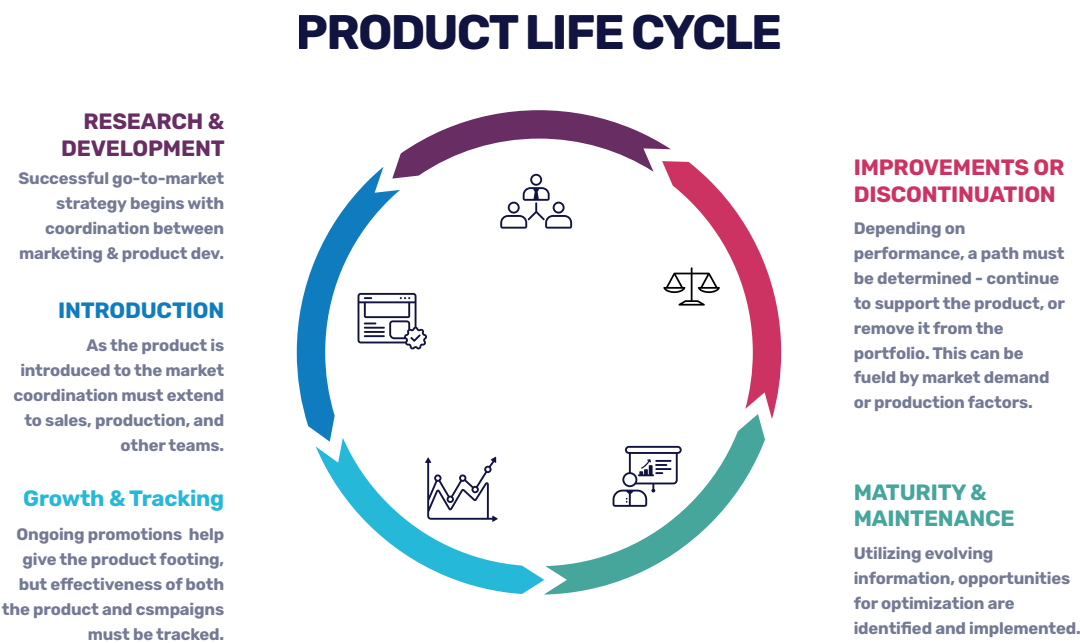 PRODUCT LIFE CYCLE
RESEARCH &
DEVELOPMENT
Successful go-to-market
strategy begins with
coordination between
marketing & product dev.
INTRODUCTION
As the product is
introduced to the market
coordination must extend
to sales, production, and
other teams.
Growth & Tracking
Ongoing promotions help
give the product footing,
but effectiveness of both
the product and csmpaigns
must be tracked.
IMPROVEMENTS OR
DISCONTINUATION
Depending on
performance, a path must
be determined - continue
to support the product, or
remove it from the
portfolio. This can be
fueld by market demand
or production factors.
MATURITY &
MAINTENANCE
Utilizing evolving
information, opportunities
for optimization are
identified and implemented.